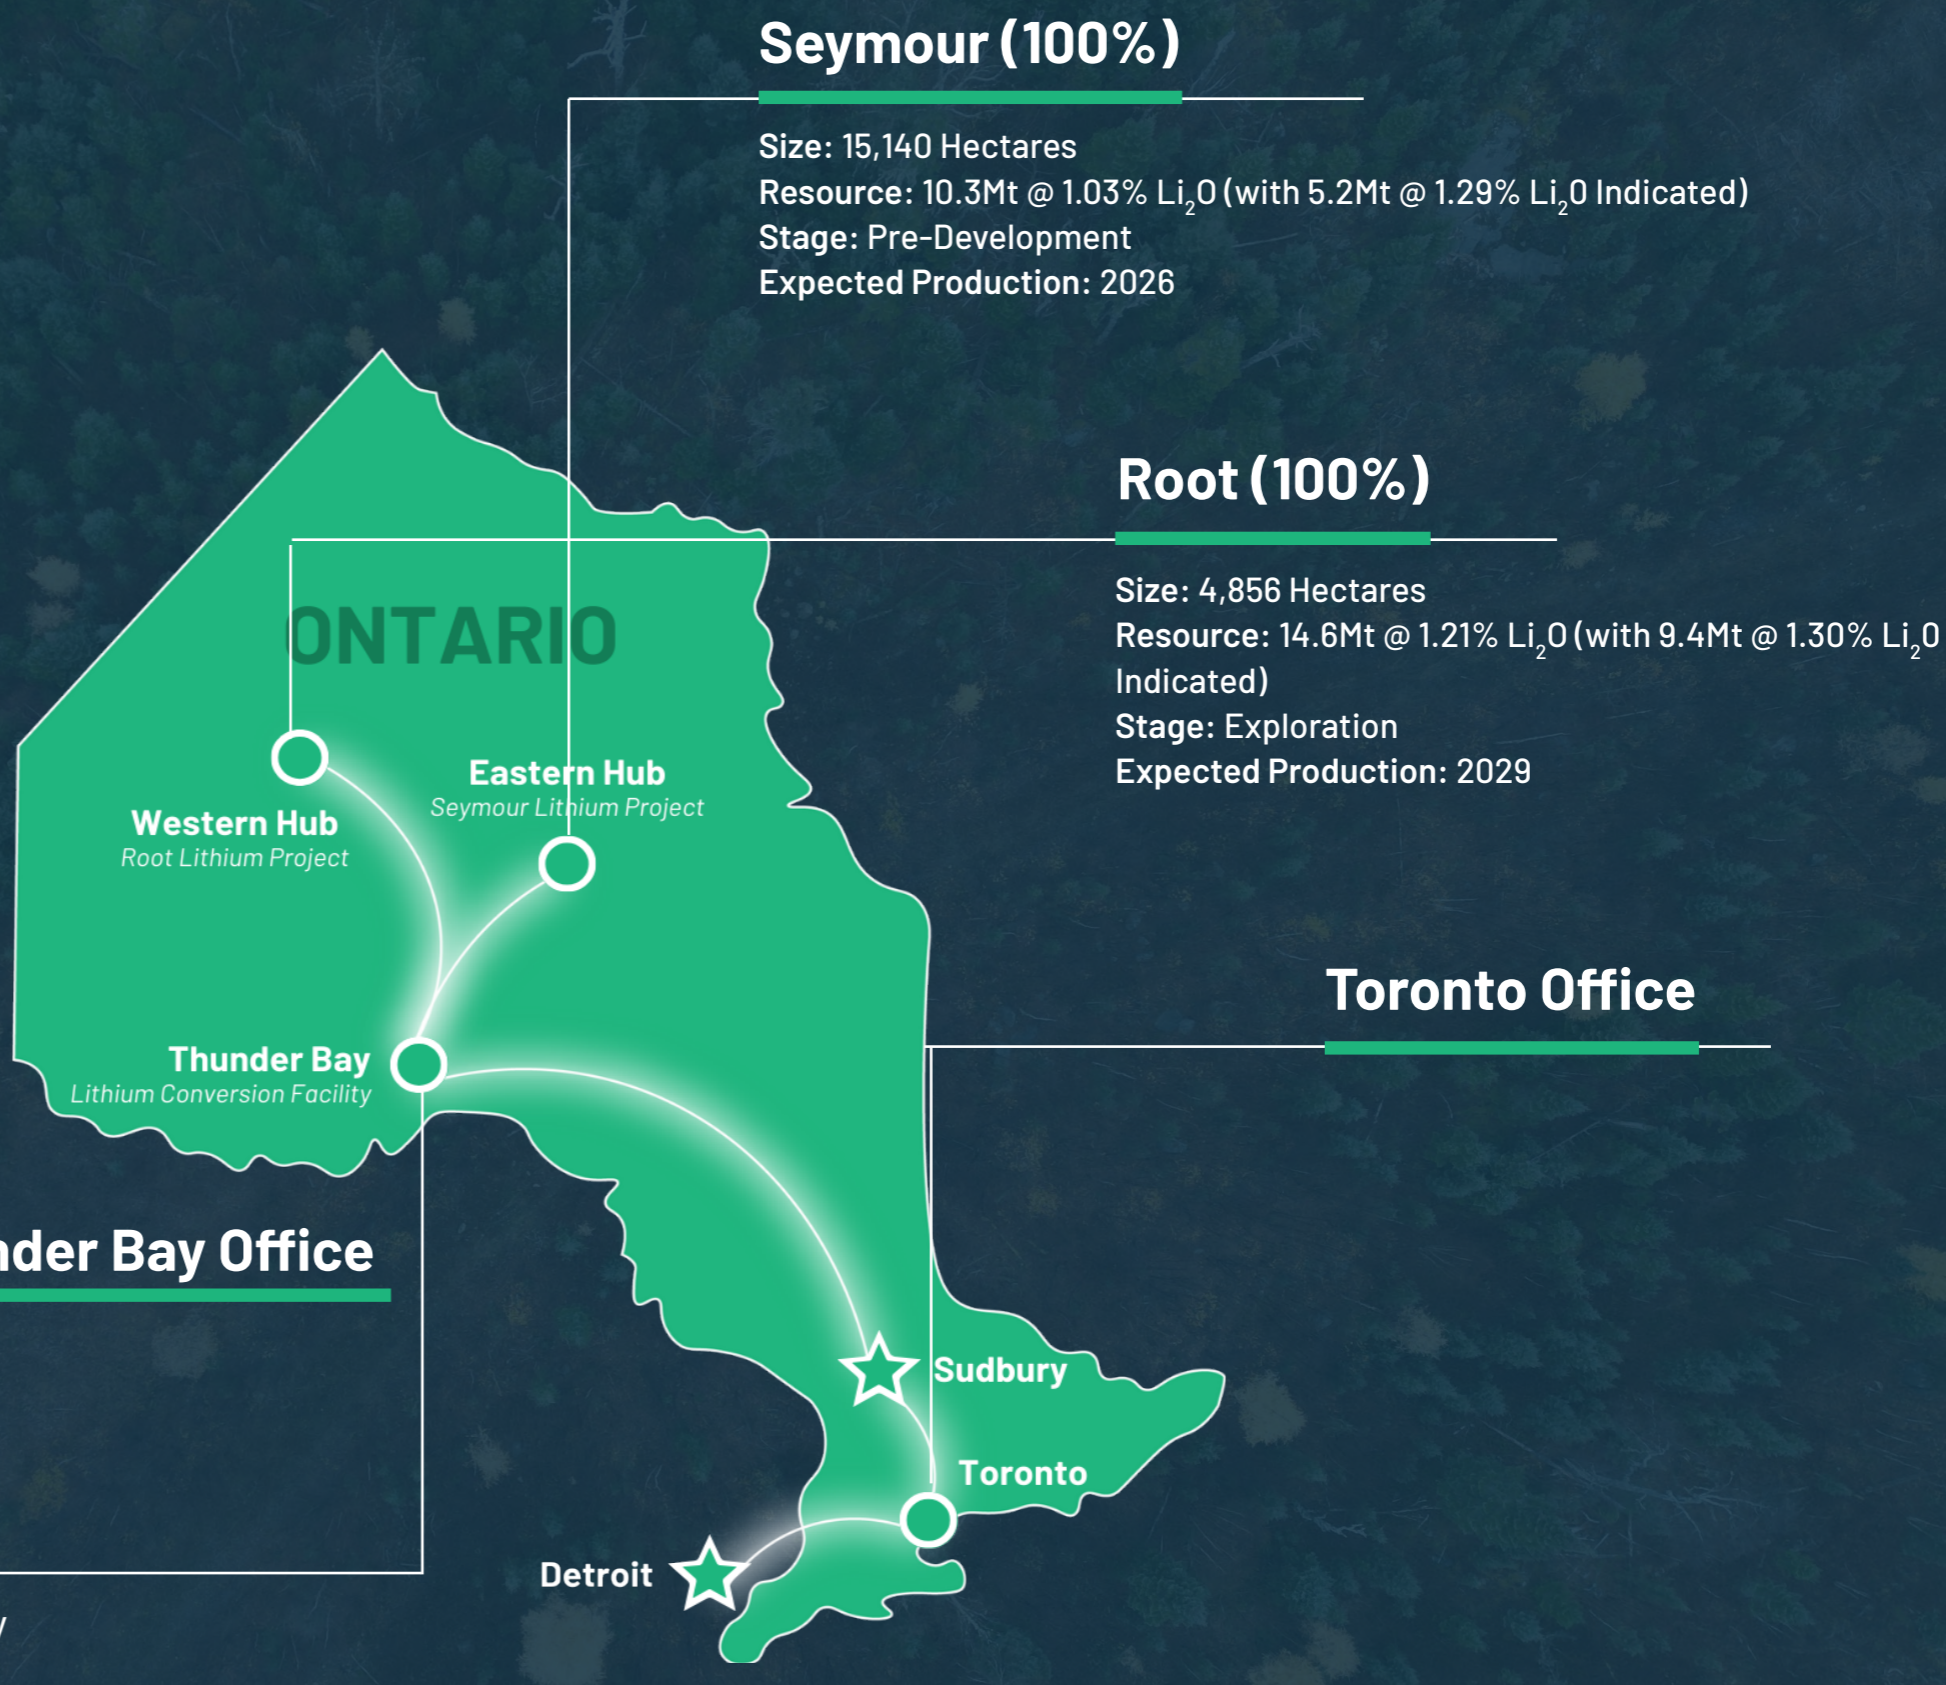 Seymour (100%)
Size: 15,140 Hectares
Resource: 10.3Mt @ 1.03% Li₂O (with 5.2Mt @ 1.29% Li₂0 Indicated)
Stage: Pre-Development
Expected Production: 2026
Root (100%)
Size: 4,856 Hectares
Resource: 14.6Mt @ 1.21% Li₂O (with 9.4Mt @ 1.30% Li₂0
Indicated)
Stage: Exploration
Expected Production: 2029
ONTARIO
Eastern Hub
Seymour Lithium Project
Western Hub
Root Lithium Project
Toronto Office
Thunder Bay
Lithium Conversion Facility
Bay Office
Sudbury
Toronto
Detroit